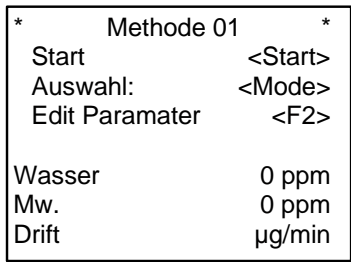 * Methode 01 *
Start <Start>
Auswahl: <Mode>
Edit Paramater <F2>
Wasser 0 ppm
Mw. 0 ppm
Drift µg/min